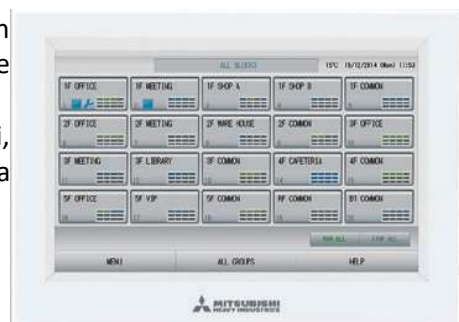 n
e
i,
a
ALL BLOCKS 15°C 15/12/2014 (Mon) 11:53
1F OFFICE 1F MEETING 1F SHOP A 1F SHOP B 1F COMMON
2F OFFICE 2F MEETING 2F WARE HOUSE 2F COMMON 3F OFFICE
3F MEETING 3F LIBRARY 3F COMMON 4F CAFETERIA 4F COMMON
5F OFFICE 5F VIP 5F COMMON RF COMMON B1 COMMON
RUN ALL STOP ALL
MENU ALL GROUPS HELP
MITSUBISHI
HEAVY INDUSTRIES